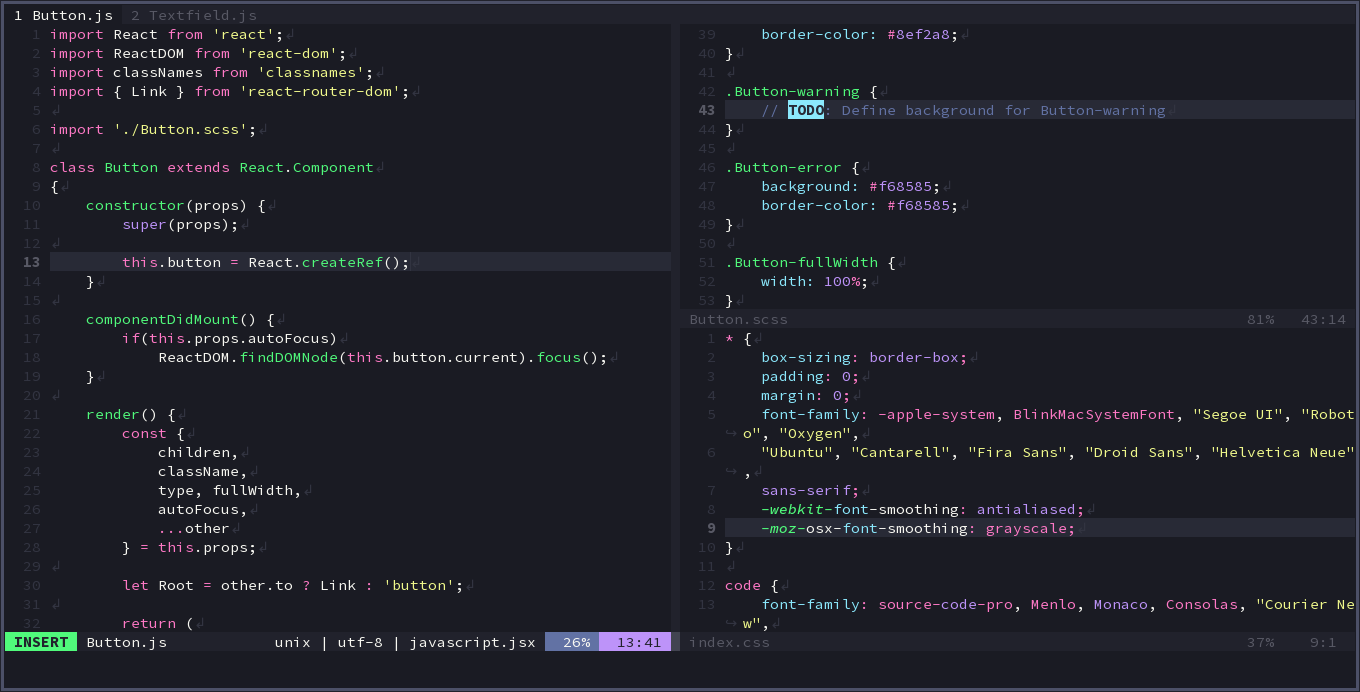 1 Button.js  2 Textfield.js
1 import React from 'react';
2 import ReactDOM from 'react-dom';
3 import classNames from 'classnames';
4 import { Link } from 'react-router-dom';
5
6 import './Button.scss';
7
8 class Button extends React.Component
9 {
10     constructor(props) {
11         super(props);
12
13         this.button = React.createRef();
14     }
15
16     componentDidMount() {
17         if(this.props.autoFocus)
18             ReactDOM.findDOMNode(this.button.current).focus();
19     }
20
21     render() {
22         const {
23             children,
24             className,
25             type, fullWidth,
26             autoFocus,
27             ...other
28         } = this.props;
29
30         let Root = other.to ? Link : 'button';
31
32         return (
INSERT Button.js unix | utf-8 | javascript.jsx 26% 13:41
39     border-color: #8ef2a8;
40 }
41
42 .Button-warning {
43     // TODO: Define background for Button-warning
44 }
45
46 .Button-error {
47     background: #f68585;
48     border-color: #f68585;
49 }
50
51 .Button-fullWidth {
52     width: 100%;
53 }
Button.scss 81% 43:14
1 * {
2     box-sizing: border-box;
3     padding: 0;
4     margin: 0;
5     font-family: -apple-system, BlinkMacSystemFont, "Segoe UI", "Robot
↪ o", "Oxygen",
6     "Ubuntu", "Cantarell", "Fira Sans", "Droid Sans", "Helvetica Neue"
↪ ,
7     sans-serif;
8     -webkit-font-smoothing: antialiased;
9     -moz-osx-font-smoothing: grayscale;
10 }
11
12 code {
13     font-family: source-code-pro, Menlo, Monaco, Consolas, "Courier Ne
↪ w",
index.css 37% 9:1